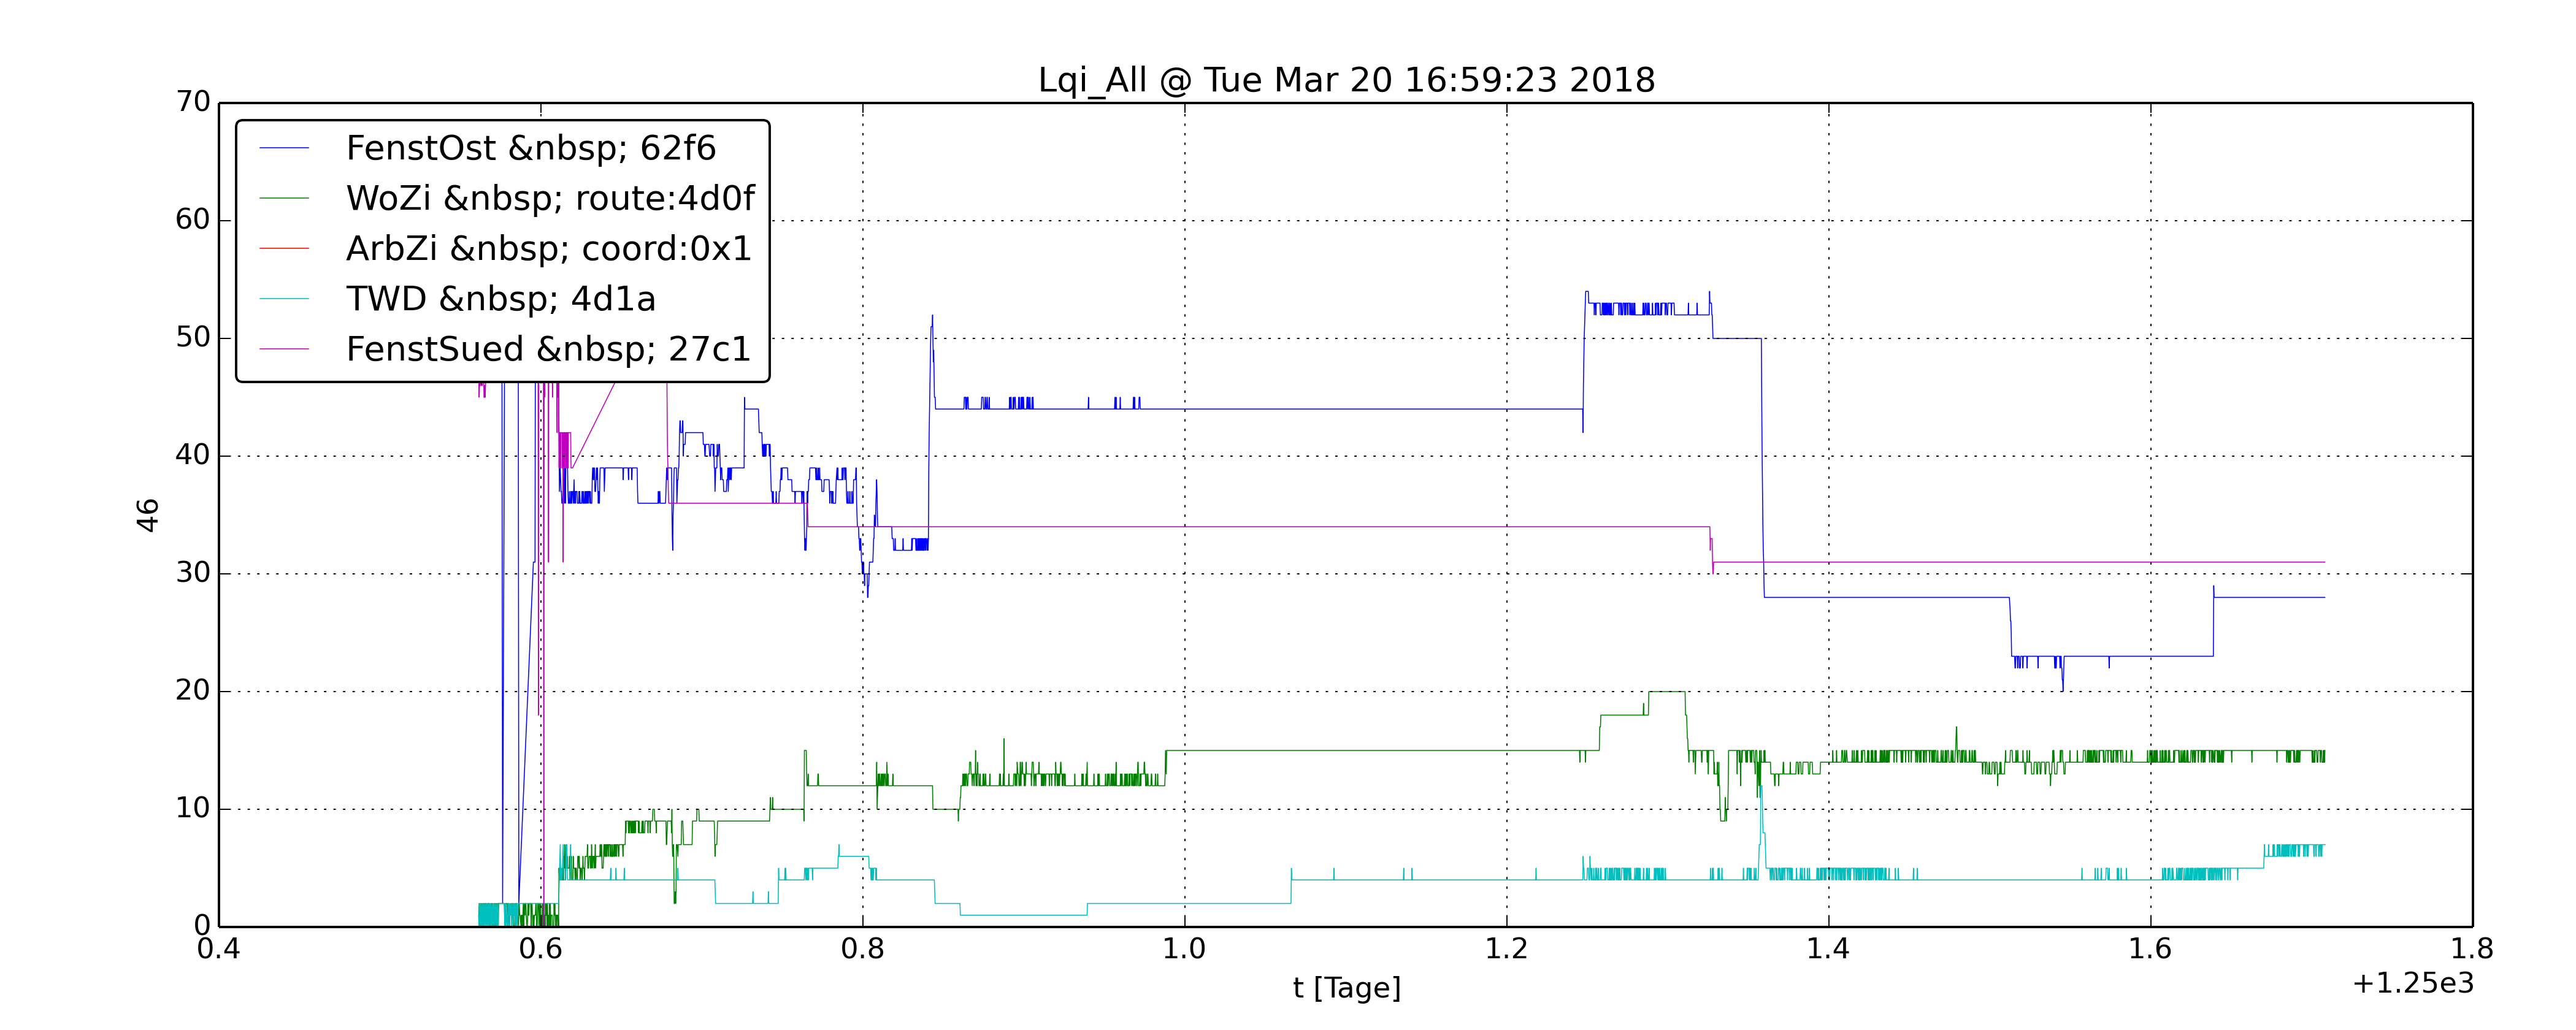 Lqi_All @ Tue Mar 20 16:59:23 2018
70
60
50
40
30
20
10
0
46
FenstOst &nbsp; 62f6
WoZi &nbsp; route:4d0f
ArbZi &nbsp; coord:0x1
TWD &nbsp; 4d1a
FenstSued &nbsp; 27c1
0.4 0.6 0.8 1.0 1.2 1.4 1.6 1.8
t [Tage]
+1.25e3